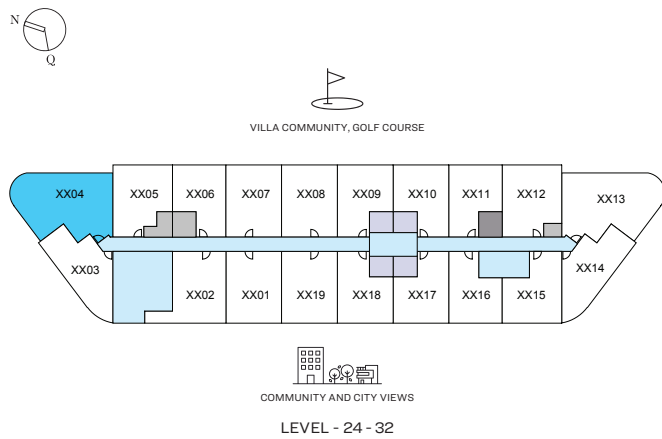 N
Q
VILLA COMMUNITY, GOLF COURSE
XX04 XX05 XX06 XX07 XX08 XX09 XX10 XX11 XX12 XX13
XX03 XX02 XX01 XX19 XX18 XX17 XX16 XX15 XX14
COMMUNITY AND CITY VIEWS
LEVEL - 24 - 32